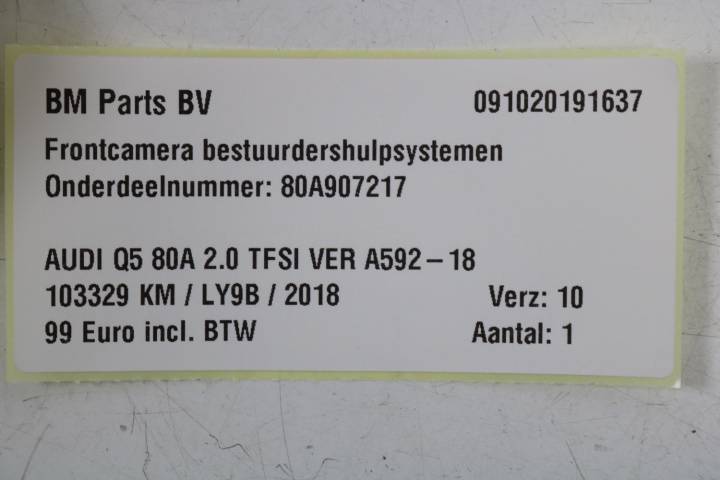 BM Parts BV 091020191637
Frontcamera bestuurdershulpsystemen
Onderdeelnummer: 80A907217
AUDI Q5 80A 2.0 TFSI VER A592-18
103329 KM / LY9B / 2018 Verz: 10
99 Euro incl. BTW Aantal: 1